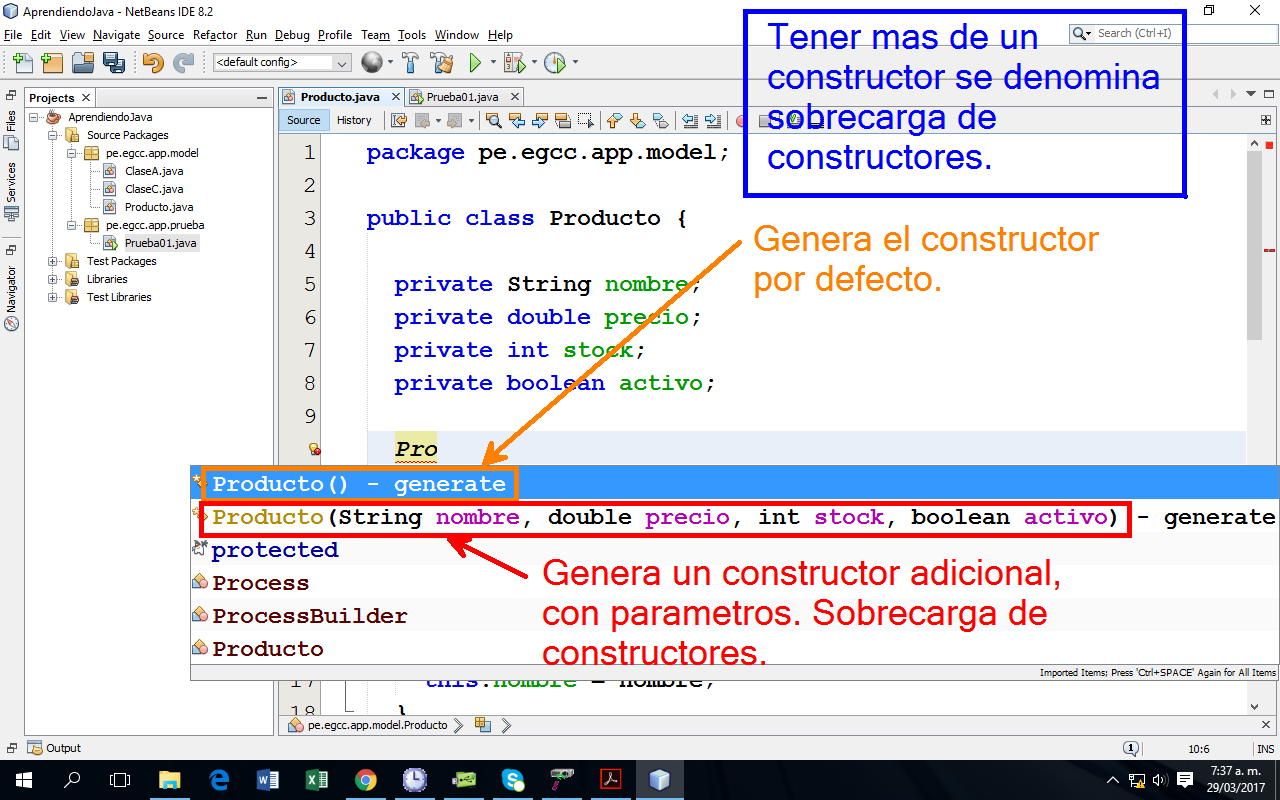 AprendiendoJava - NetBeans IDE 8.2
File Edit View Navigate Source Refactor Run Debug Profile Team Tools Window Help
Search (Ctrl+I)
<default config>
Tener mas de un
constructor se denomina
sobrecarga de
constructores.
Projects
Files
Services
Navigator
AprendiendoJava
Source Packages
pe.egcc.app.model
ClaseA.java
ClaseC.java
Producto.java
pe.egcc.app.prueba
Prueba01.java
Test Packages
Libraries
Test Libraries
Producto.java Prueba01.java
Source History
1 package pe.egcc.app.model;
2
3 public class Producto {
4
5 private String nombre;
6 private double precio;
7 private int stock;
8 private boolean activo;
9
Pro
Genera el constructor
por defecto.
Producto() - generate
Producto(String nombre, double precio, int stock, boolean activo) - generate
protected
Process
ProcessBuilder
Producto
Genera un constructor adicional,
con parametros. Sobrecarga de
constructores.
Imported Items; Press 'Ctrl+SPACE' Again for All Items
17 this.nombre = nombre;
18 }
pe.egcc.app.model.Producto
Output
1 10:6 INS
7:37 a. m.
29/03/2017